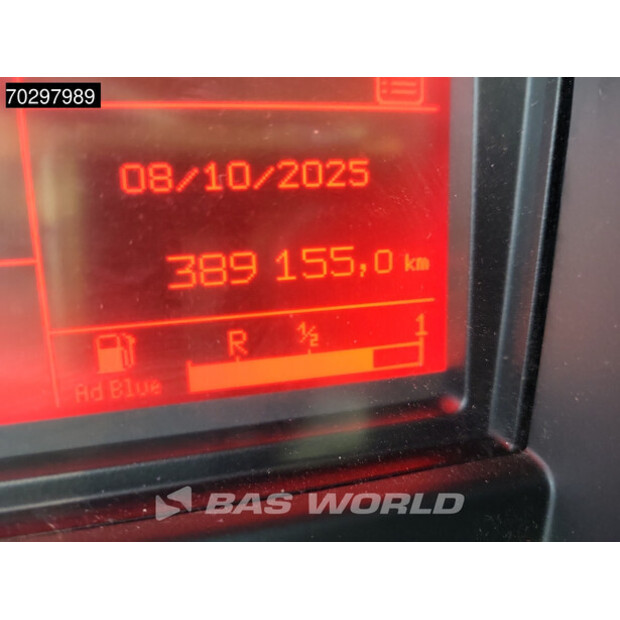 70297989
08/10/2025
389 155,0 km
R ½ 1
Ad Blue
BAS WORLD